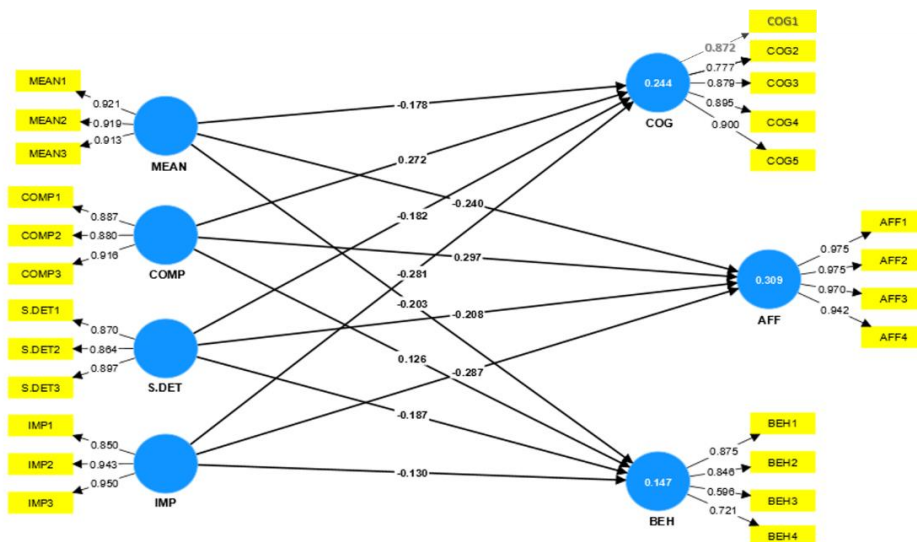 COG1
0.872
COG2
0.777
0.244
0.879
COG3
0.895
COG4
COG
0.900
COG5
MEAN1
0.921
MEAN2
0.919
0.913
MEAN3
MEAN
-0.178
0.272
-0.182
-0.240
COMP1
0.887
COMP2
0.880
0.916
COMP3
COMP
-0.281
0.297
-0.203
-0.208
AFF1
0.975
AFF2
0.975
0.309
0.970
AFF3
0.942
AFF
AFF4
S.DET1
0.870
S.DET2
0.864
0.897
S.DET3
S.DET
0.126
-0.287
-0.187
IMP1
0.850
IMP2
0.943
0.950
IMP3
IMP
-0.130
BEH1
0.875
BEH2
0.846
0.147
0.596
BEH3
0.721
BEH
BEH4